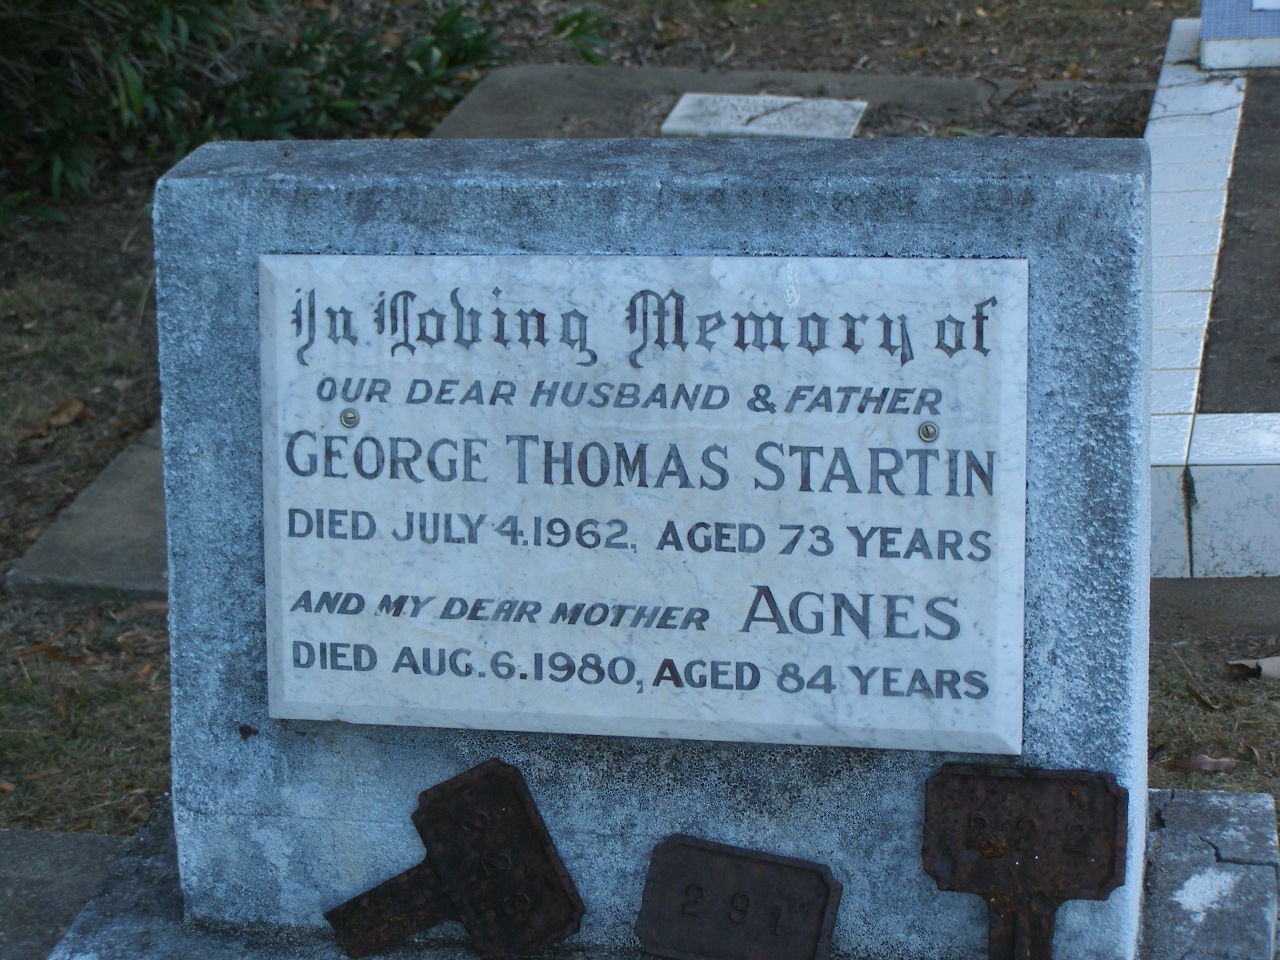 In Loving Memory of
OUR DEAR HUSBAND & FATHER
GEORGE THOMAS STARTIN
DIED JULY 4.1962, AGED 73 YEARS
AND MY DEAR MOTHER AGNES
DIED AUG.6.1980, AGED 84 YEARS
291
222